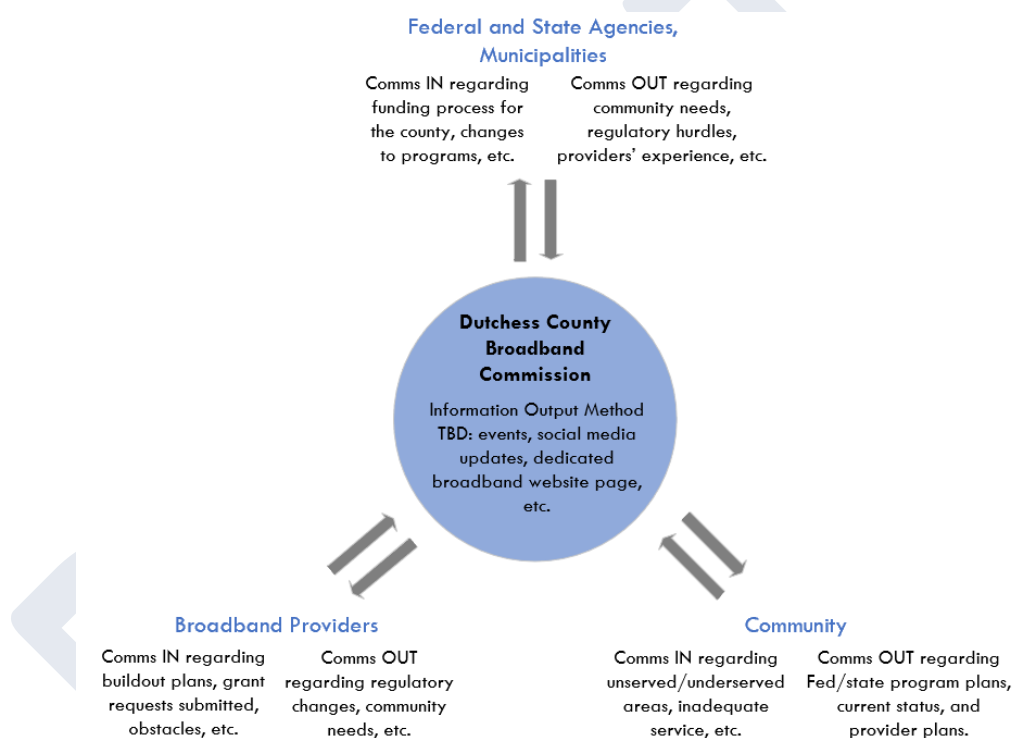 Federal and State Agencies,
Municipalities
Comms IN regarding
funding process for
the county, changes
to programs, etc.
Comms OUT regarding
community needs,
regulatory hurdles,
providers’ experience, etc.
Dutchess County
Broadband
Commission
Information Output Method
TBD: events, social media
updates, dedicated
broadband website page,
etc.
Broadband Providers
Comms IN regarding
buildout plans, grant
requests submitted,
obstacles, etc.
Comms OUT
regarding regulatory
changes, community
needs, etc.
Community
Comms IN regarding
unserved/underserved
areas, inadequate
service, etc.
Comms OUT regarding
Fed/state program plans,
current status, and
provider plans.